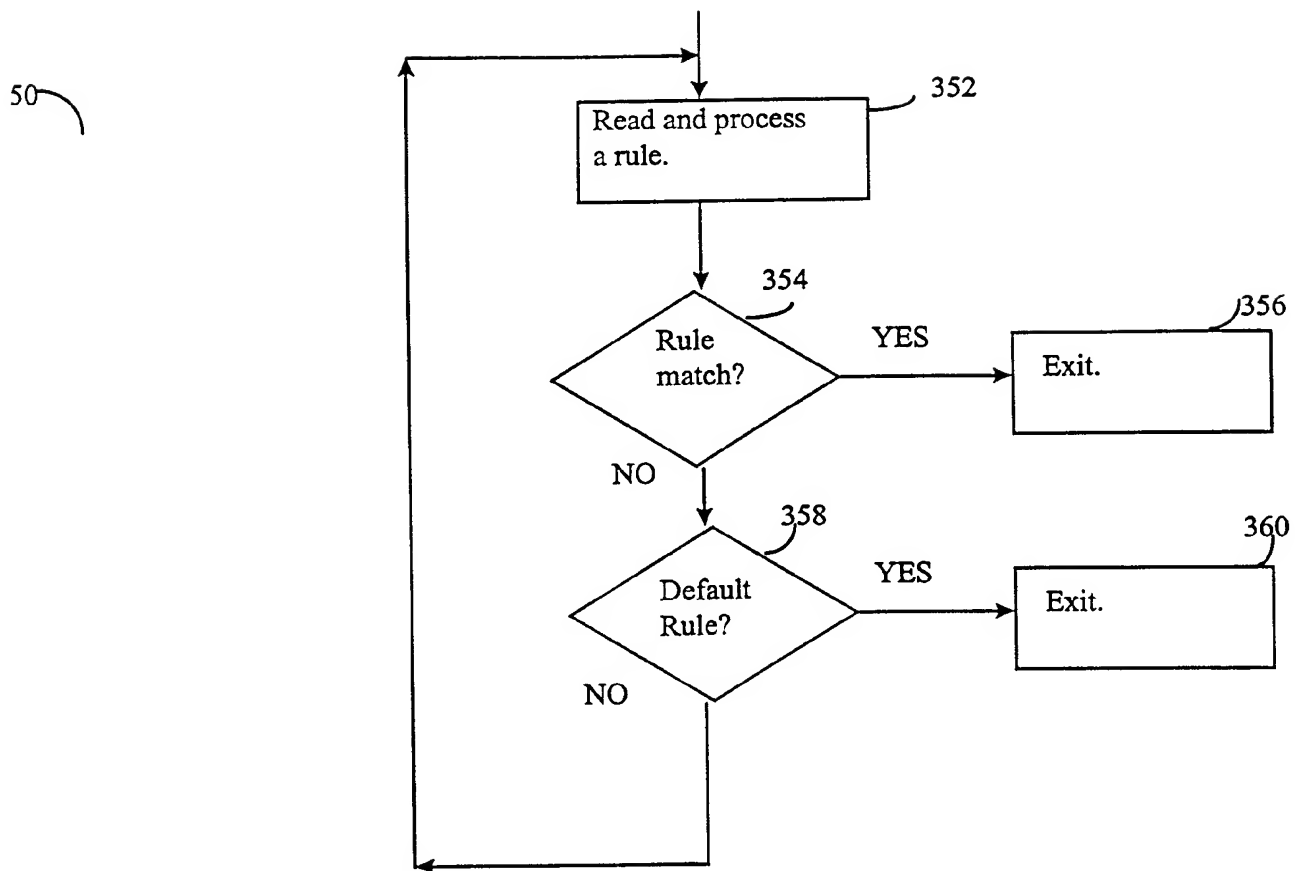 50
352
Read and process
a rule.
354
Rule
match?
YES
356
Exit.
NO
358
Default
Rule?
YES
360
Exit.
NO